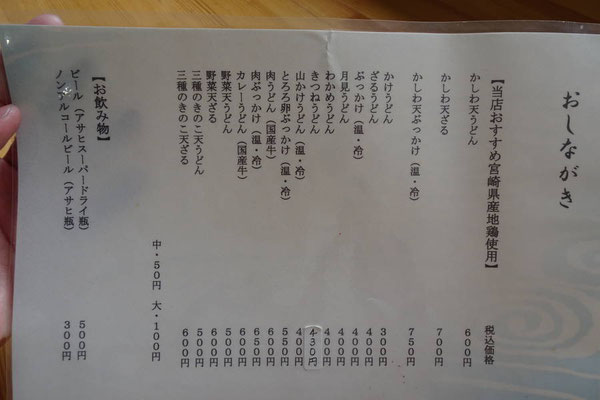 おしながき
【当店おすすめ宮崎県産地鶏使用】 税込価格
かしわ天うどん 600円
かしわ天ざる 700円
かしわ天ぶっかけ（温・冷） 750円
かけうどん 300円
ざるうどん 400円
ぶっかけ（温・冷） 400円
月見うどん 400円
わかめうどん 400円
きつねうどん 430円
山かけうどん（温・冷） 400円
とろろ卵ぶっかけ（温・冷） 550円
肉うどん（国産牛） 600円
肉ぶっかけ（温・冷） 650円
カレーうどん（国産牛） 600円
野菜天うどん 500円
野菜天ざる 600円
三種のきのこ天うどん 500円
三種のきのこ天ざる 600円
中・50円 大・100円
【お飲み物】
ビール（アサヒスーパードライ瓶） 500円
ノンアルコールビール（アサヒ瓶） 300円